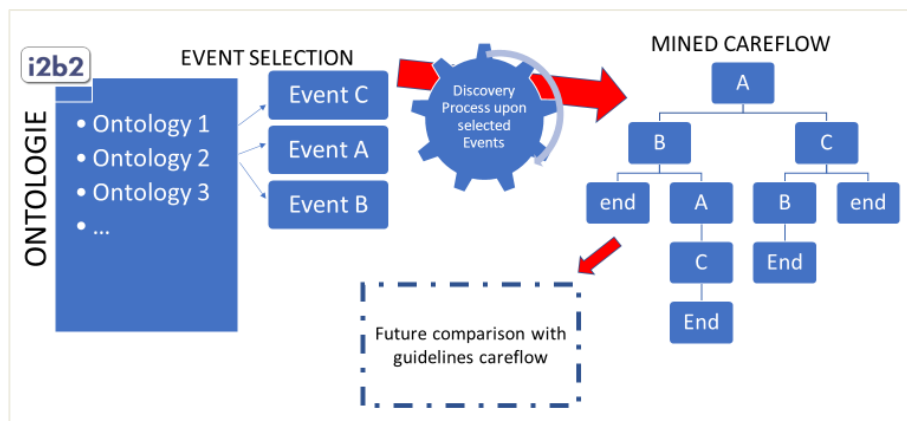 i2b2
ONTOLOGIE
• Ontology 1
• Ontology 2
• Ontology 3
• ...
EVENT SELECTION
Event C
Event A
Event B
Discovery
Process upon
selected
Events
MINED CAREFLOW
A
B
C
end
A
B
end
C
End
End
Future comparison with
guidelines careflow